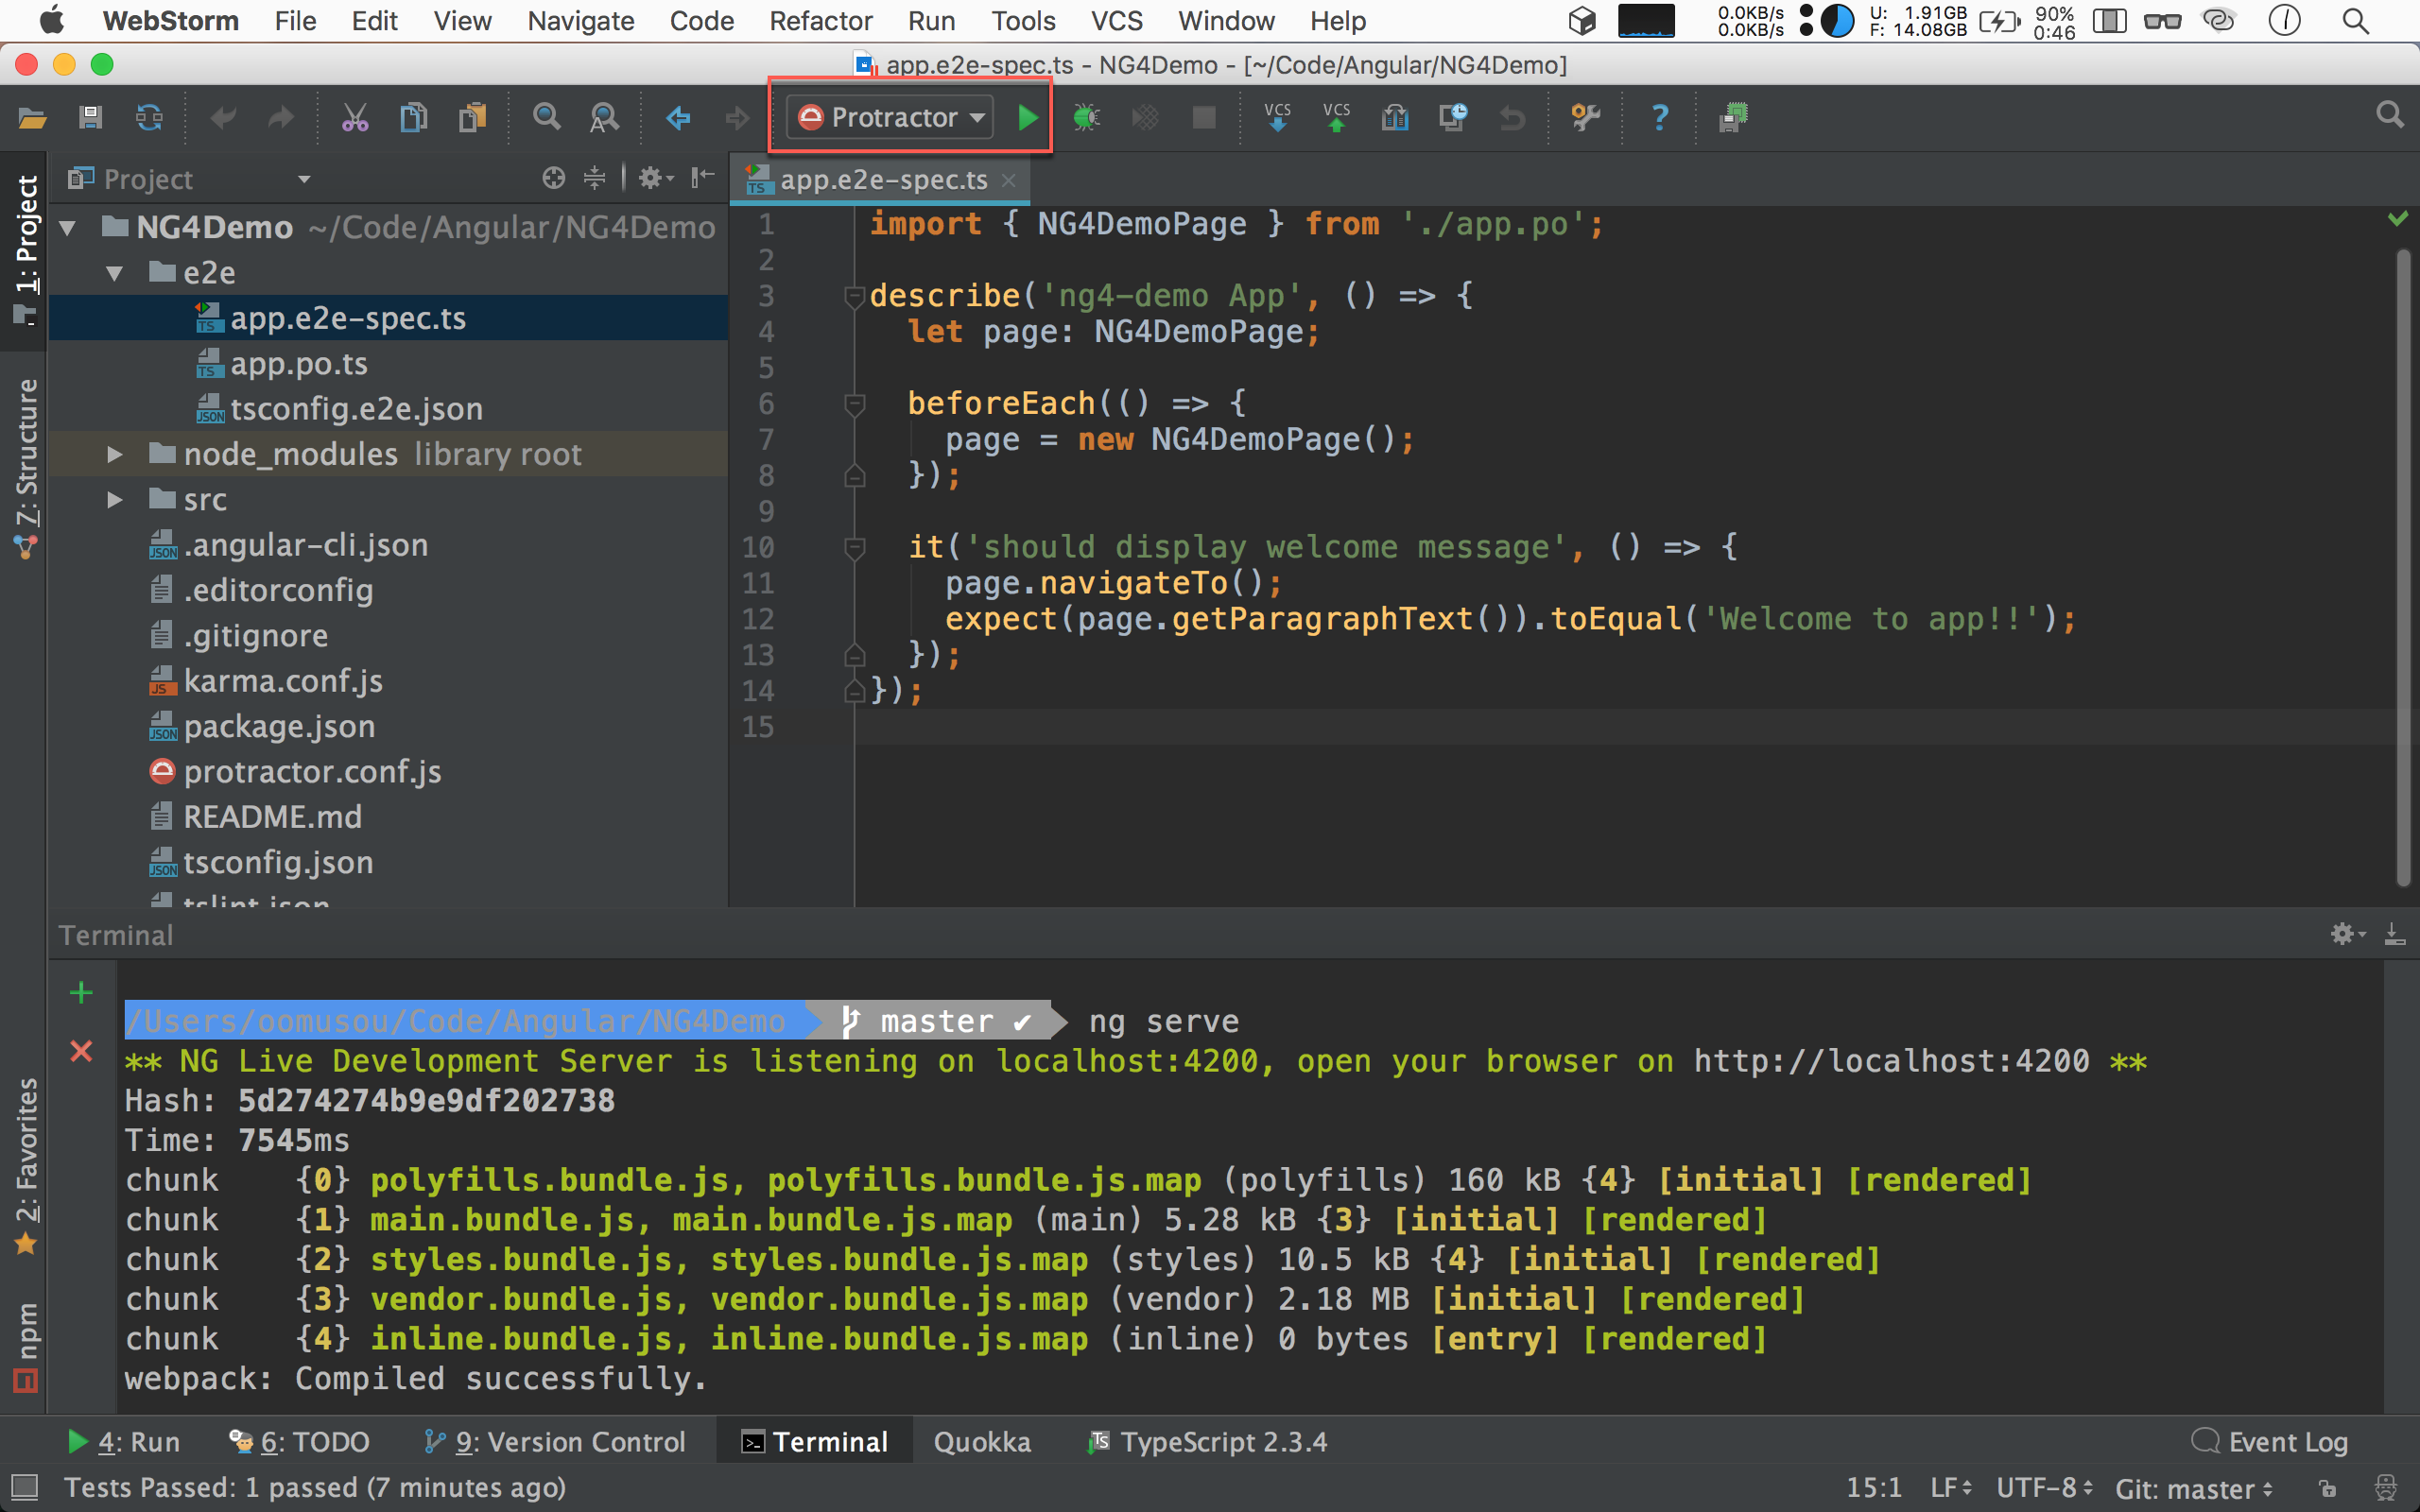 WebStorm File Edit View Navigate Code Refactor Run Tools VCS Window Help
0.0KB/s
0.0KB/s
U: 1.91GB
F: 14.08GB
90%
0:46
app.e2e-spec.ts - NG4Demo - [~/Code/Angular/NG4Demo]
Protractor
VCS VCS
?
Project
app.e2e-spec.ts
1: Project
7: Structure
2: Favorites
npm
NG4Demo ~/Code/Angular/NG4Demo
e2e
TS app.e2e-spec.ts
TS app.po.ts
JSON tsconfig.e2e.json
node_modules library root
src
JSON .angular-cli.json
.editorconfig
.gitignore
JS karma.conf.js
JSON package.json
protractor.conf.js
README.md
JSON tsconfig.json
tslint.json
1 import { NG4DemoPage } from './app.po';
2
3 describe('ng4-demo App', () => {
4 let page: NG4DemoPage;
5
6 beforeEach(() => {
7 page = new NG4DemoPage();
8 });
9
10 it('should display welcome message', () => {
11 page.navigateTo();
12 expect(page.getParagraphText()).toEqual('Welcome to app!!');
13 });
14 });
15
Terminal
/Users/oomusou/Code/Angular/NG4Demo master ✔ ng serve
** NG Live Development Server is listening on localhost:4200, open your browser on http://localhost:4200 **
Hash: 5d274274b9e9df202738
Time: 7545ms
chunk {0} polyfills.bundle.js, polyfills.bundle.js.map (polyfills) 160 kB {4} [initial] [rendered]
chunk {1} main.bundle.js, main.bundle.js.map (main) 5.28 kB {3} [initial] [rendered]
chunk {2} styles.bundle.js, styles.bundle.js.map (styles) 10.5 kB {4} [initial] [rendered]
chunk {3} vendor.bundle.js, vendor.bundle.js.map (vendor) 2.18 MB [initial] [rendered]
chunk {4} inline.bundle.js, inline.bundle.js.map (inline) 0 bytes [entry] [rendered]
webpack: Compiled successfully.
4: Run 6: TODO 9: Version Control Terminal Quokka TypeScript 2.3.4 Event Log
Tests Passed: 1 passed (7 minutes ago) 15:1 LF UTF-8 Git: master